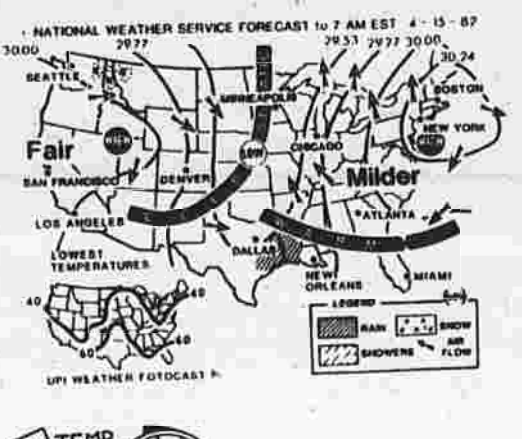 NATIONAL WEATHER SERVICE FORECAST to 7 AM EST 4-15-82
30.00 29.77 29.53 29.77 30.00 30.24
SEATTLE
BOSTON
MINNEAPOLIS
NEW YORK
LOW
CHICAGO
Fair
DENVER
Milder
SAN FRANCISCO
LOS ANGELES
ATLANTA
LOWEST
TEMPERATURES
DALLAS
NEW
ORLEANS
MIAMI
LEGEND
RAIN
SNOW
SHOWERS
AIR
FLOW
40
40
60
60
UPI WEATHER FOTOCAST
TEMP